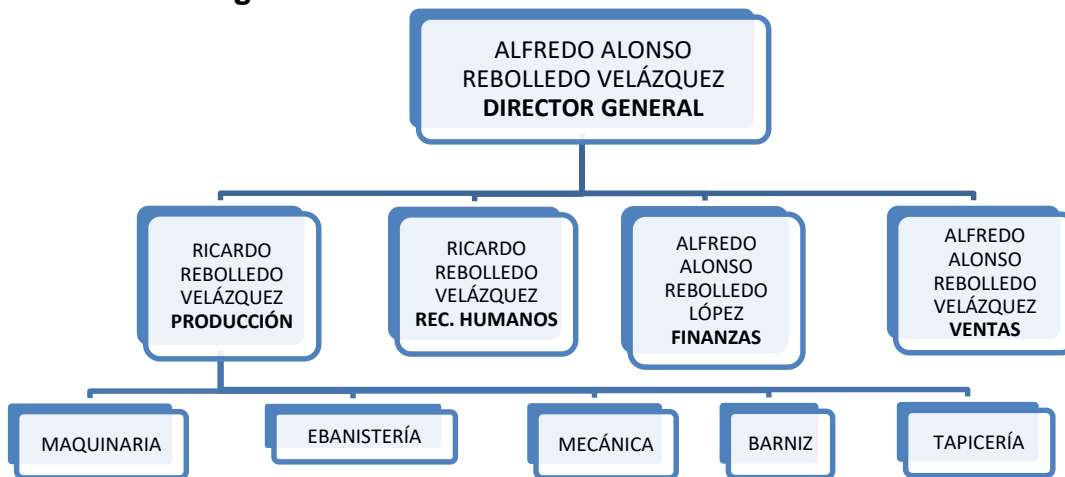 ALFREDO ALONSO
REBOLLEDO VELÁZQUEZ
DIRECTOR GENERAL
RICARDO
REBOLLEDO
VELÁZQUEZ
PRODUCCIÓN
RICARDO
REBOLLEDO
VELÁZQUEZ
REC. HUMANOS
ALFREDO
ALONSO
REBOLLEDO
LÓPEZ
FINANZAS
ALFREDO
ALONSO
REBOLLEDO
VELÁZQUEZ
VENTAS
MAQUINARIA
EBANISTERÍA
MECÁNICA
BARNIZ
TAPICERÍA